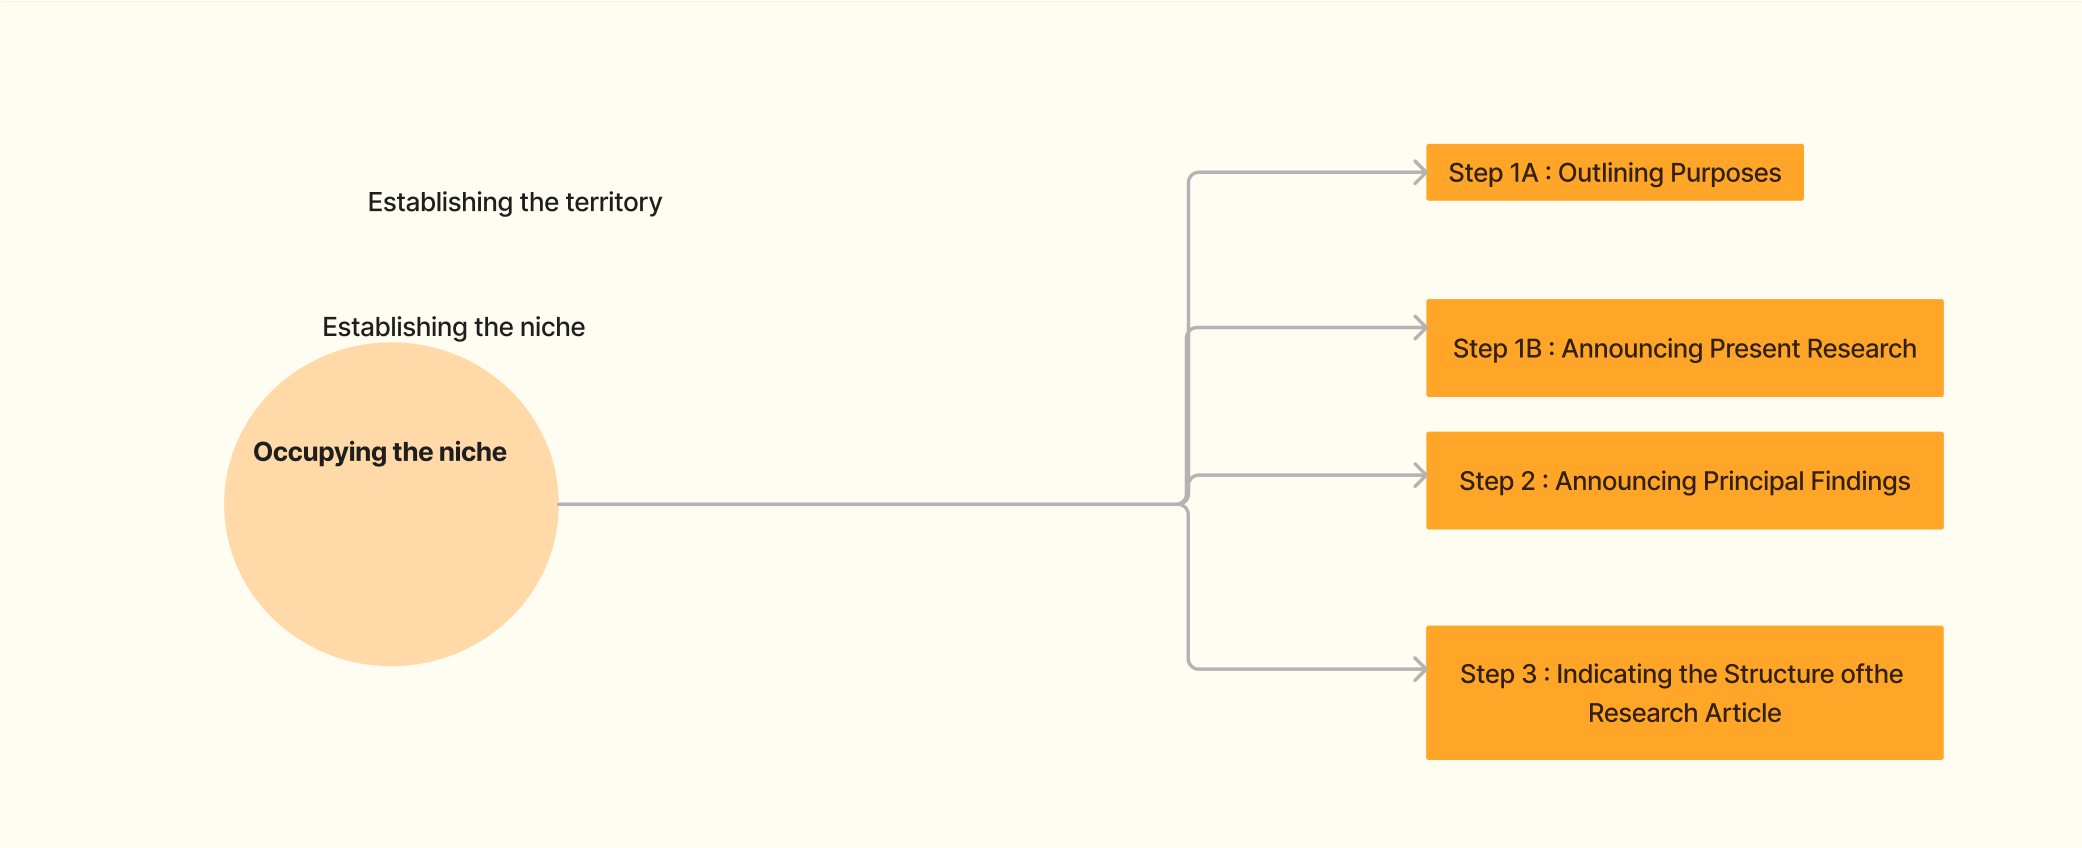 Establishing the territory
Establishing the niche
Occupying the niche
Step 1A : Outlining Purposes
Step 1B : Announcing Present Research
Step 2 : Announcing Principal Findings
Step 3 : Indicating the Structure ofthe
Research Article